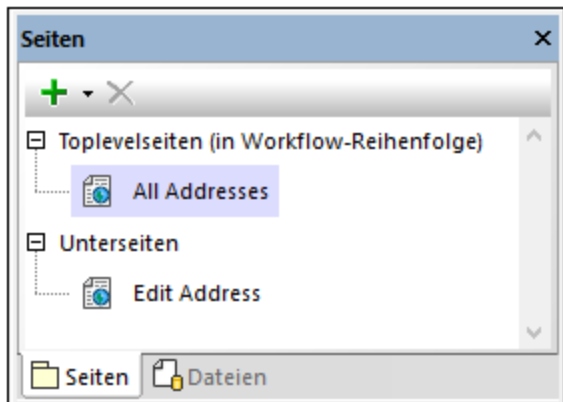 Seiten
Toplevelseiten (in Workflow-Reihenfolge)
All Addresses
Unterseiten
Edit Address
Seiten Dateien